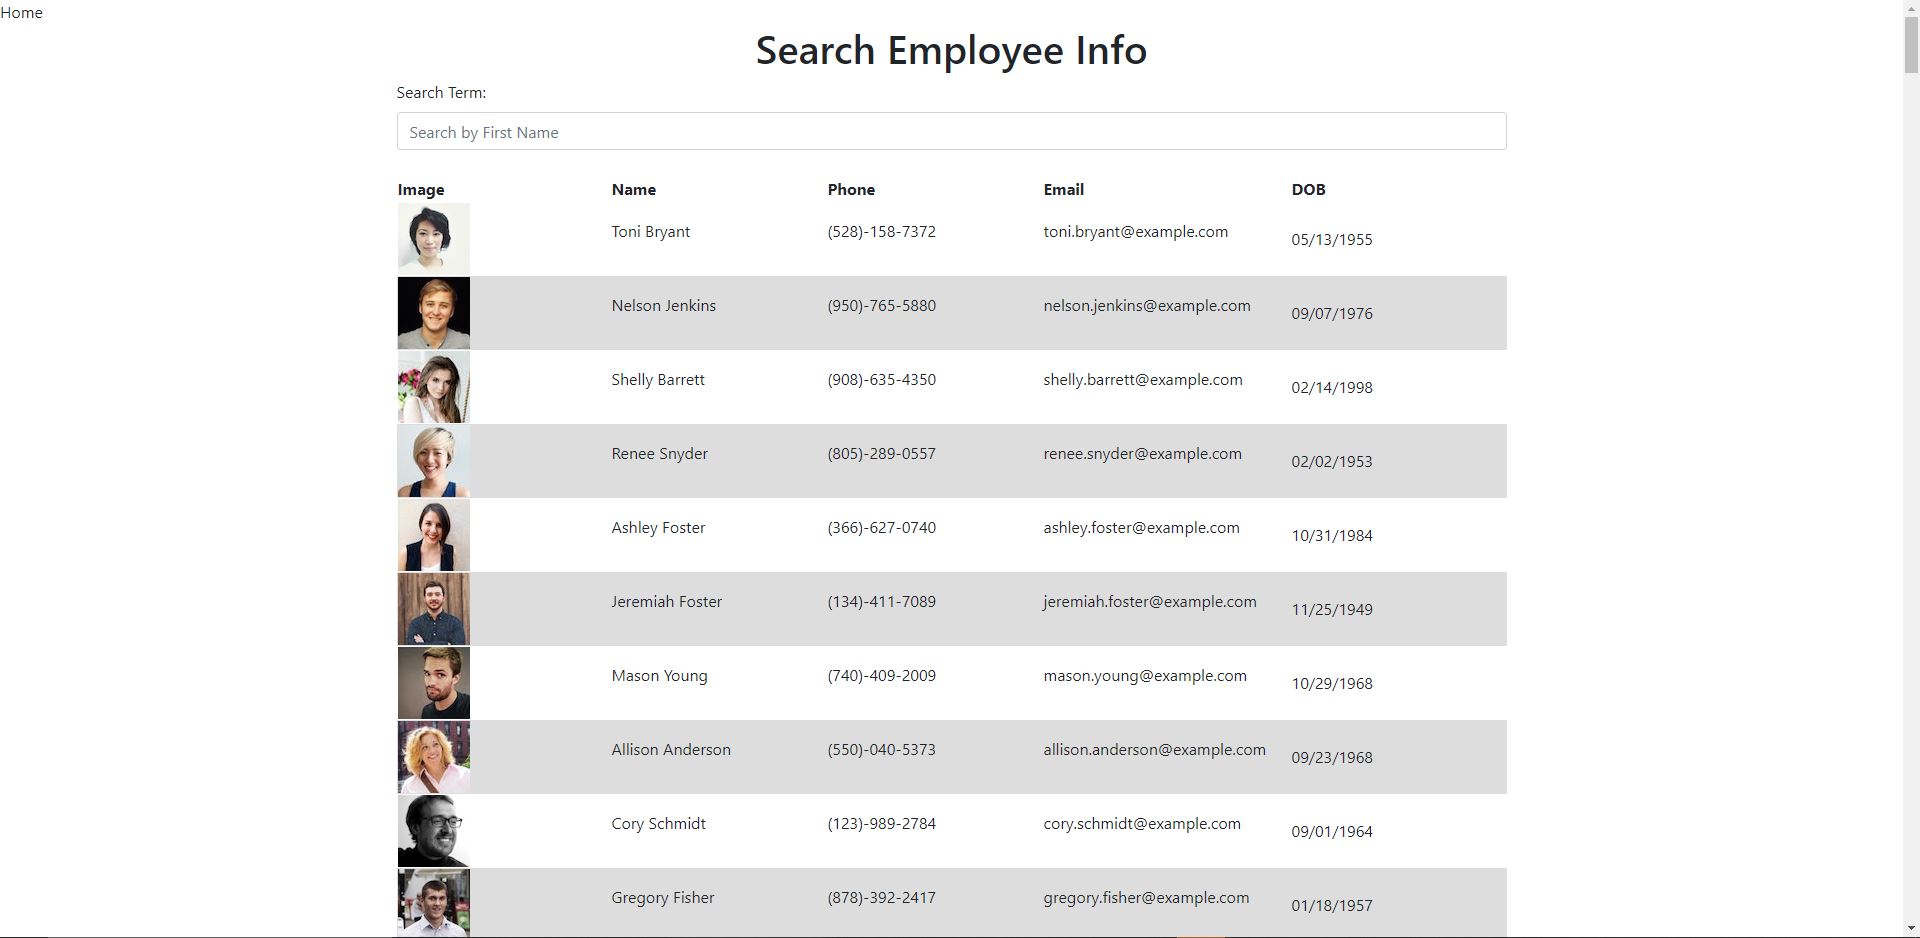 Home
Search Employee Info
Search Term:
Search by First Name
Image Name Phone Email DOB
Toni Bryant (528)-158-7372 toni.bryant@example.com 05/13/1955
Nelson Jenkins (950)-765-5880 nelson.jenkins@example.com 09/07/1976
Shelly Barrett (908)-635-4350 shelly.barrett@example.com 02/14/1998
Renee Snyder (805)-289-0557 renee.snyder@example.com 02/02/1953
Ashley Foster (366)-627-0740 ashley.foster@example.com 10/31/1984
Jeremiah Foster (134)-411-7089 jeremiah.foster@example.com 11/25/1949
Mason Young (740)-409-2009 mason.young@example.com 10/29/1968
Allison Anderson (550)-040-5373 allison.anderson@example.com 09/23/1968
Cory Schmidt (123)-989-2784 cory.schmidt@example.com 09/01/1964
Gregory Fisher (878)-392-2417 gregory.fisher@example.com 01/18/1957